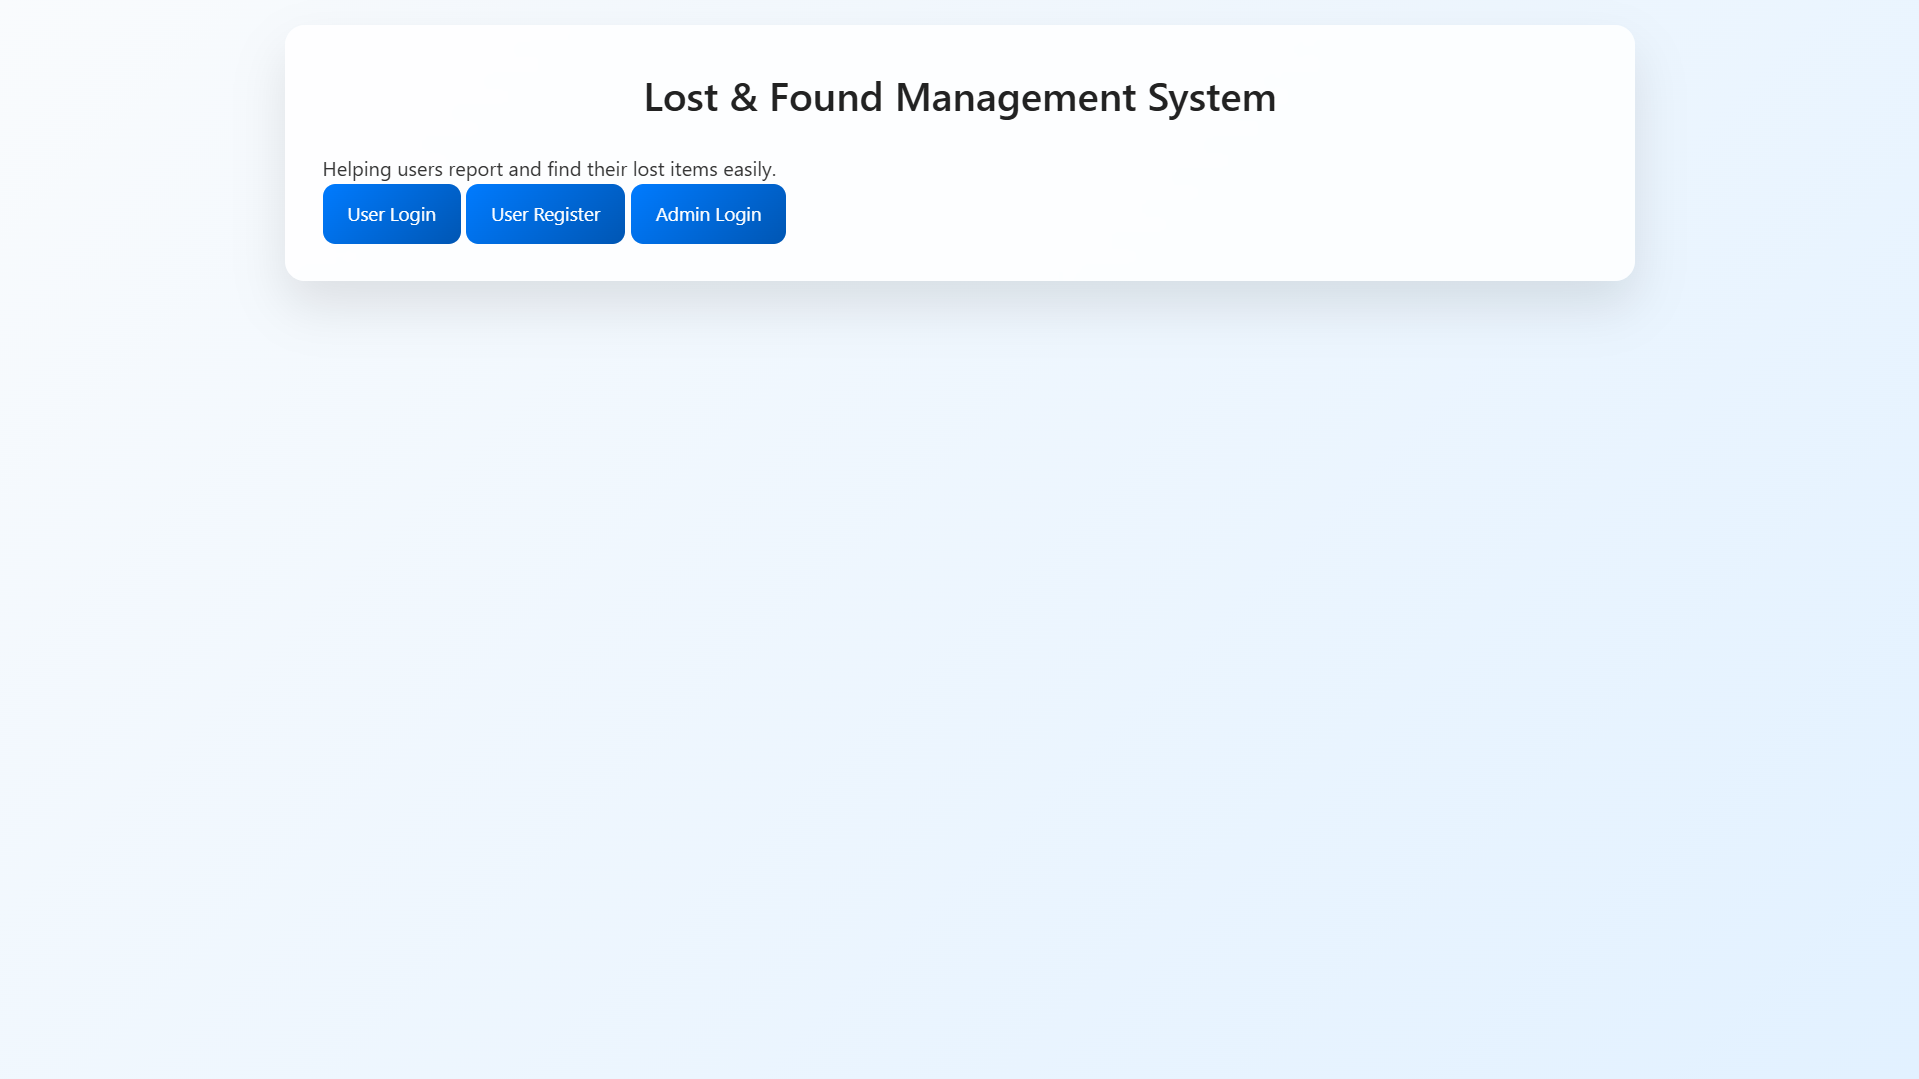 Lost & Found Management System
Helping users report and find their lost items easily.
User Login User Register Admin Login